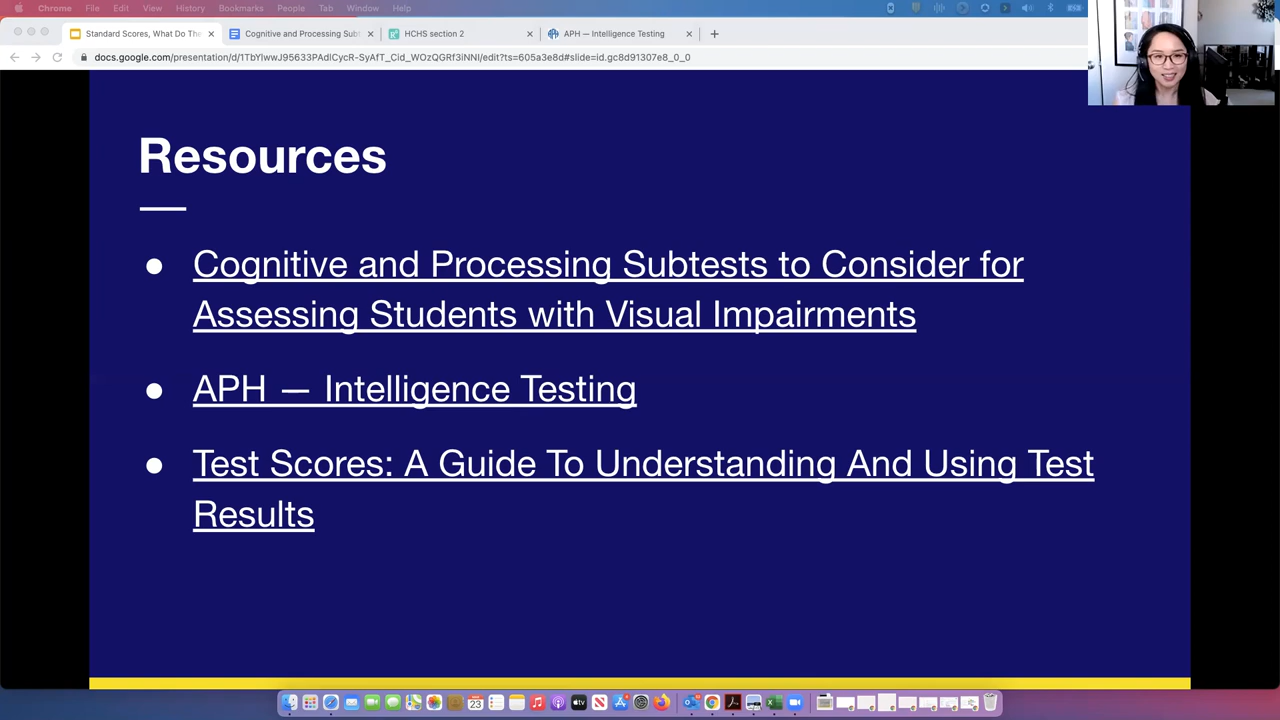 Chrome File Edit View History Bookmarks People Tab Window Help
Standard Scores, What Do The
Cognitive and Processing Subt
HCHS section 2
APH — Intelligence Testing
docs.google.com/presentation/d/1TbYlwwJ95633PAdlCycR-SyAfT_Cid_WOzQGRf3iNNI/edit?ts=605a3e8d#slide=id.gc8d91307e8_0_0
Resources
● Cognitive and Processing Subtests to Consider for
Assessing Students with Visual Impairments
● APH — Intelligence Testing
● Test Scores: A Guide To Understanding And Using Test
Results
23